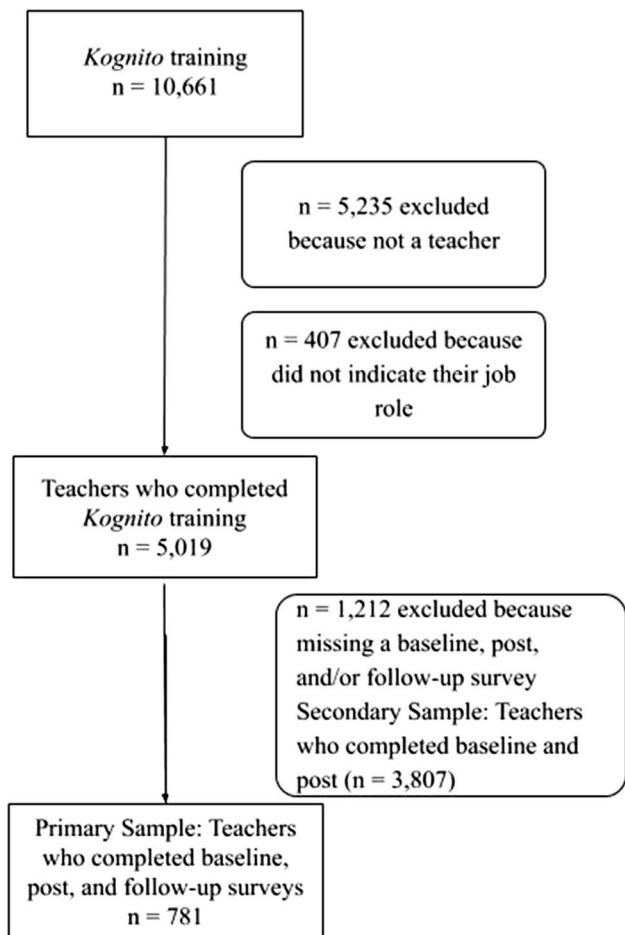 Kognito training
n = 10,661
n = 5,235 excluded
because not a teacher
n = 407 excluded because
did not indicate their job
role
Teachers who completed
Kognito training
n = 5,019
n = 1,212 excluded because
missing a baseline, post,
and/or follow-up survey
Secondary Sample: Teachers
who completed baseline and
post (n = 3,807)
Primary Sample: Teachers
who completed baseline,
post, and follow-up surveys
n = 781